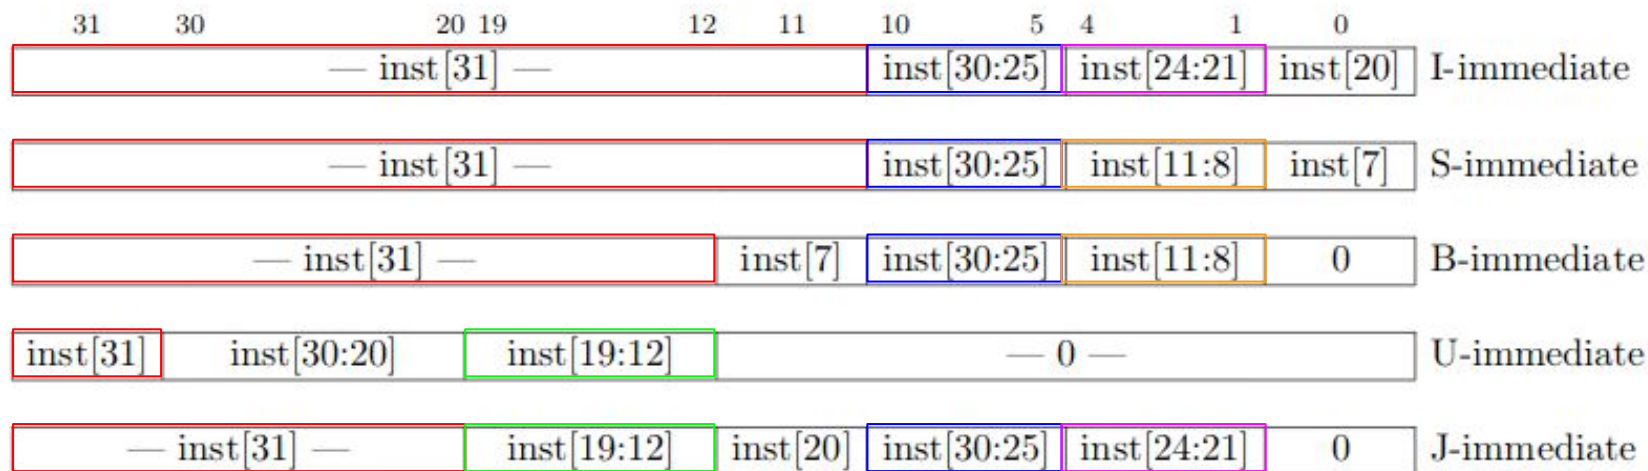 31 30 20 19 12 11 10 5 4 1 0
— inst[31] — inst[30:25] inst[24:21] inst[20] I-immediate
— inst[31] — inst[30:25] inst[11:8] inst[7] S-immediate
— inst[31] — inst[7] inst[30:25] inst[11:8] 0 B-immediate
inst[31] inst[30:20] inst[19:12] — 0 — U-immediate
— inst[31] — inst[19:12] inst[20] inst[30:25] inst[24:21] 0 J-immediate